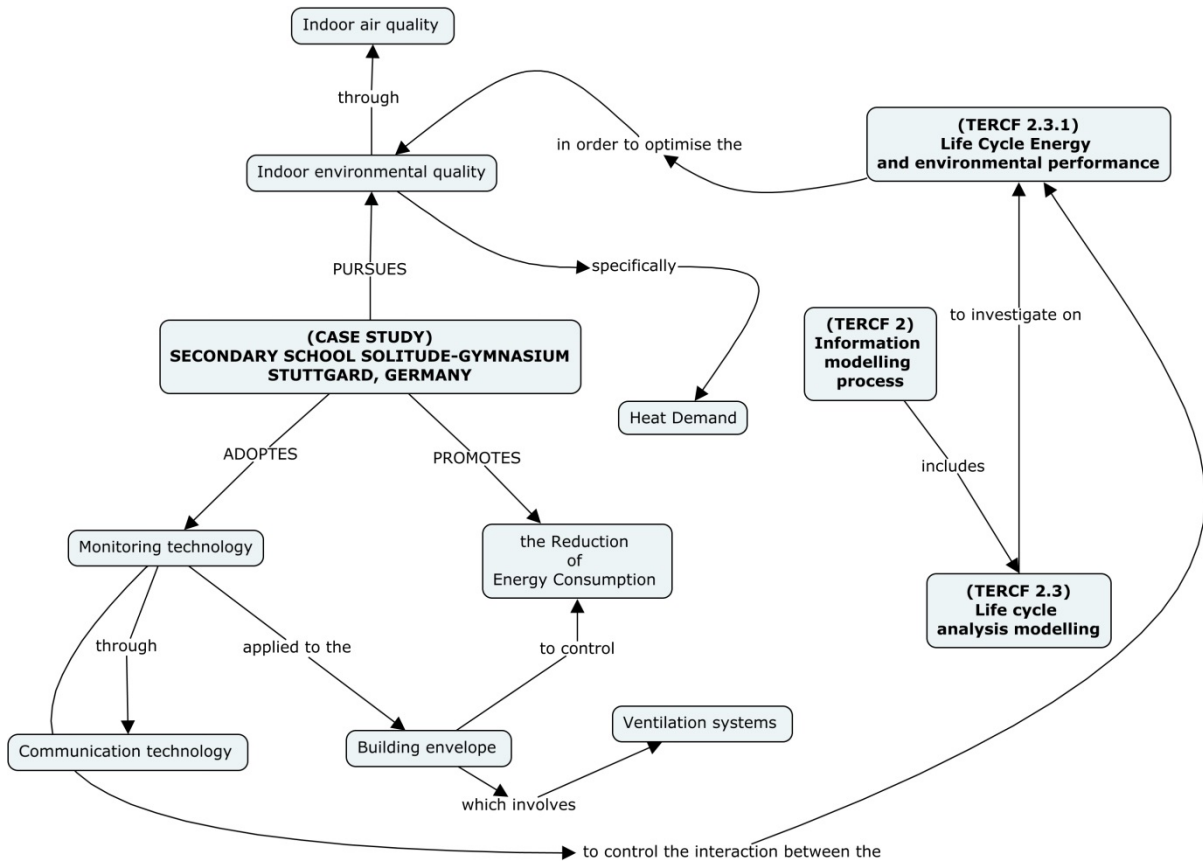 Indoor air quality
through
(TERCF 2.3.1)
Life Cycle Energy
and environmental performance
in order to optimise the
Indoor environmental quality
specifically
PURSUES
to investigate on
(CASE STUDY)
SECONDARY SCHOOL SOLITUDE-GYMNASIUM
STUTTGARD, GERMANY
(TERCF 2)
Information
modelling
process
Heat Demand
ADOPTES
PROMOTES
includes
Monitoring technology
the Reduction
of
Energy Consumption
(TERCF 2.3)
Life cycle
analysis modelling
through
applied to the
to control
Ventilation systems
Communication technology
Building envelope
which involves
to control the interaction between the